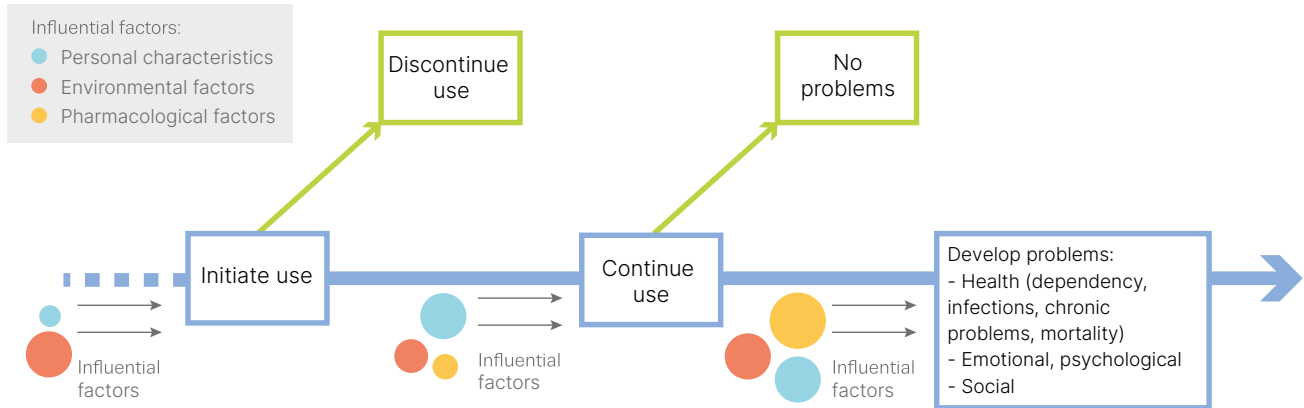 Influential factors:
Personal characteristics
Environmental factors
Pharmacological factors
Discontinue
use
No
problems
Initiate use
Continue
use
Develop problems:
- Health (dependency,
infections, chronic
problems, mortality)
- Emotional, psychological
- Social
Influential
factors
Influential
factors
Influential
factors